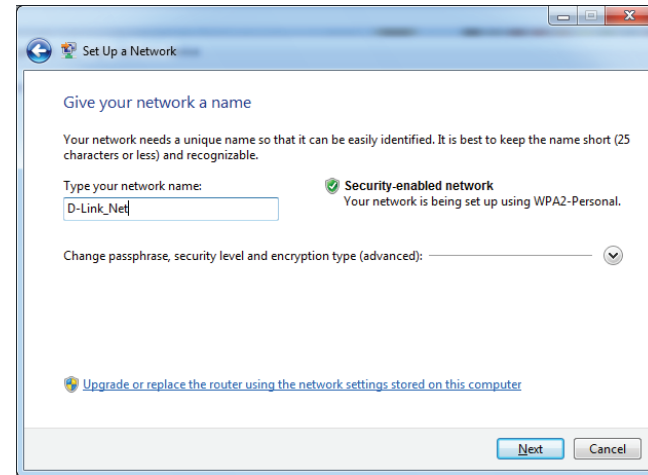 Set Up a Network
Give your network a name
Your network needs a unique name so that it can be easily identified. It is best to keep the name short (25
characters or less) and recognizable.
Type your network name:
Security-enabled network
D-Link_Net
Your network is being set up using WPA2-Personal.
Change passphrase, security level and encryption type (advanced):
Upgrade or replace the router using the network settings stored on this computer
Next
Cancel